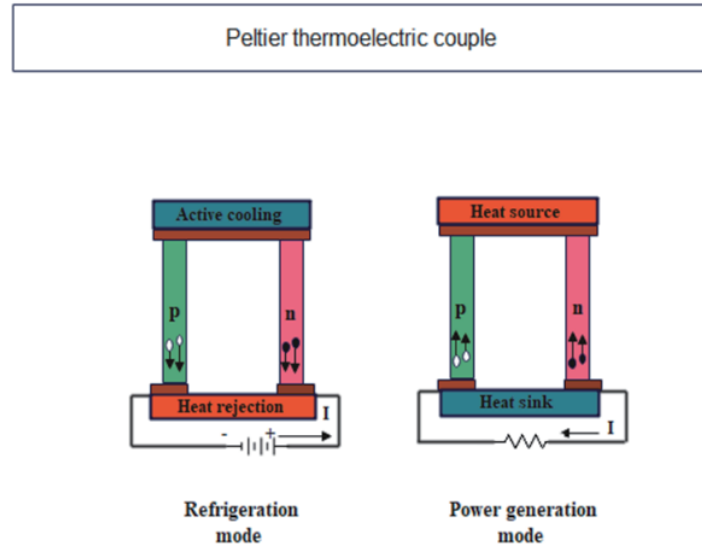 Peltier thermoelectric couple
Active cooling
p
n
Heat rejection
I
- +
Refrigeration
mode
Heat source
p
n
Heat sink
I
Power generation
mode